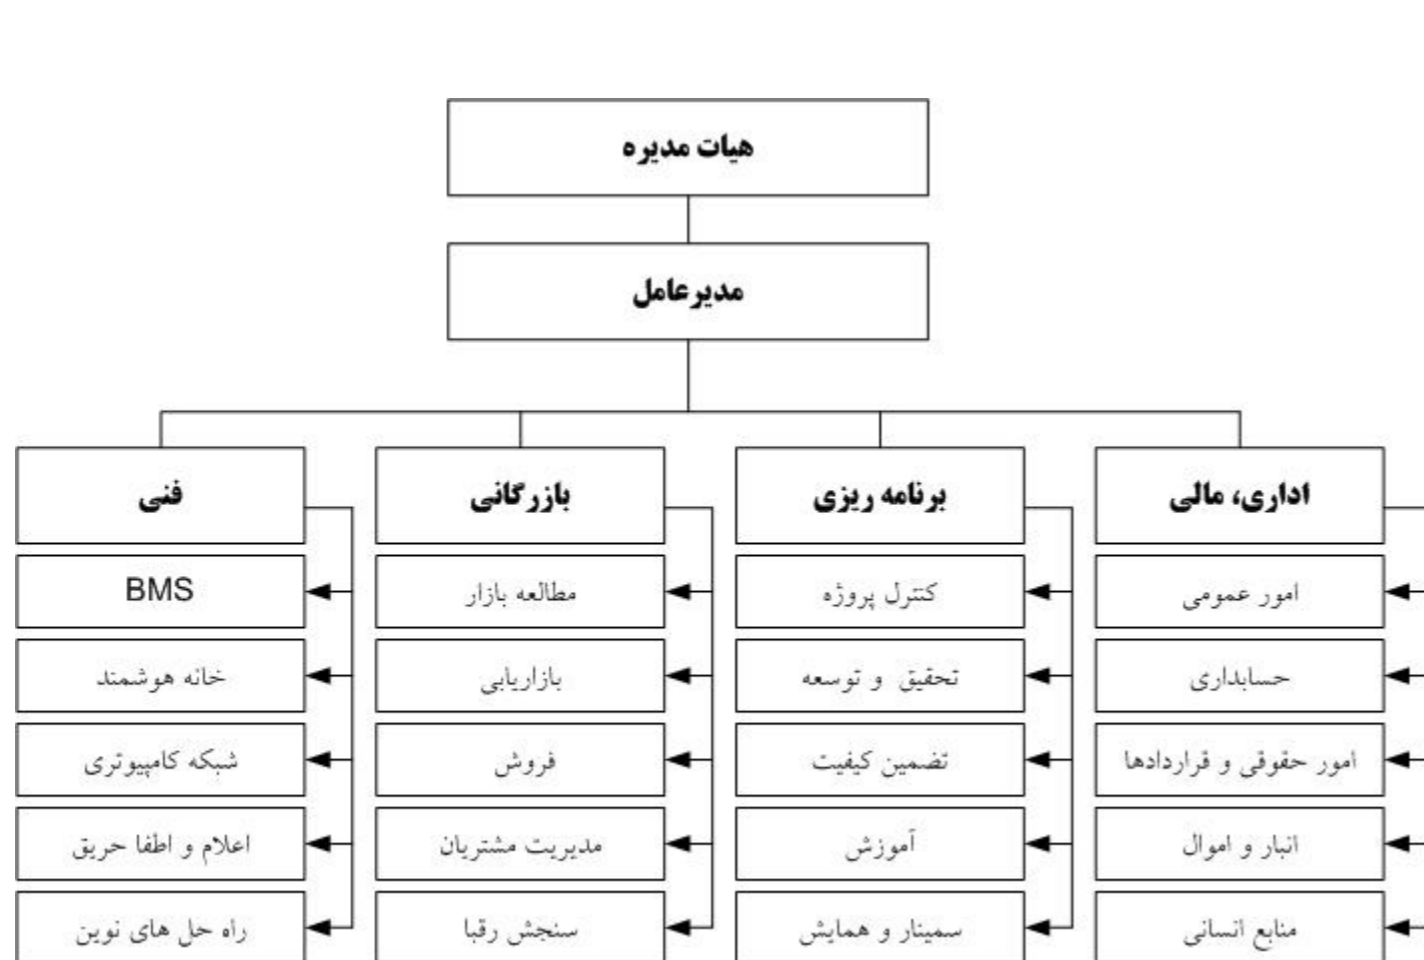 هیات مدیره
مدیرعامل
اداری، مالی
امور عمومی
حسابداری
امور حقوقی و قراردادها
انبار و اموال
منابع انسانی
برنامه ریزی
کنترل پروژه
تحقیق و توسعه
تضمین کیفیت
آموزش
سمینار و همایش
بازرگانی
مطالعه بازار
بازاریابی
فروش
مدیریت مشتریان
سنجش رقبا
فنی
BMS
خانه هوشمند
شبکه کامپیوتری
اعلام و اطفا حریق
راه حل های نوین